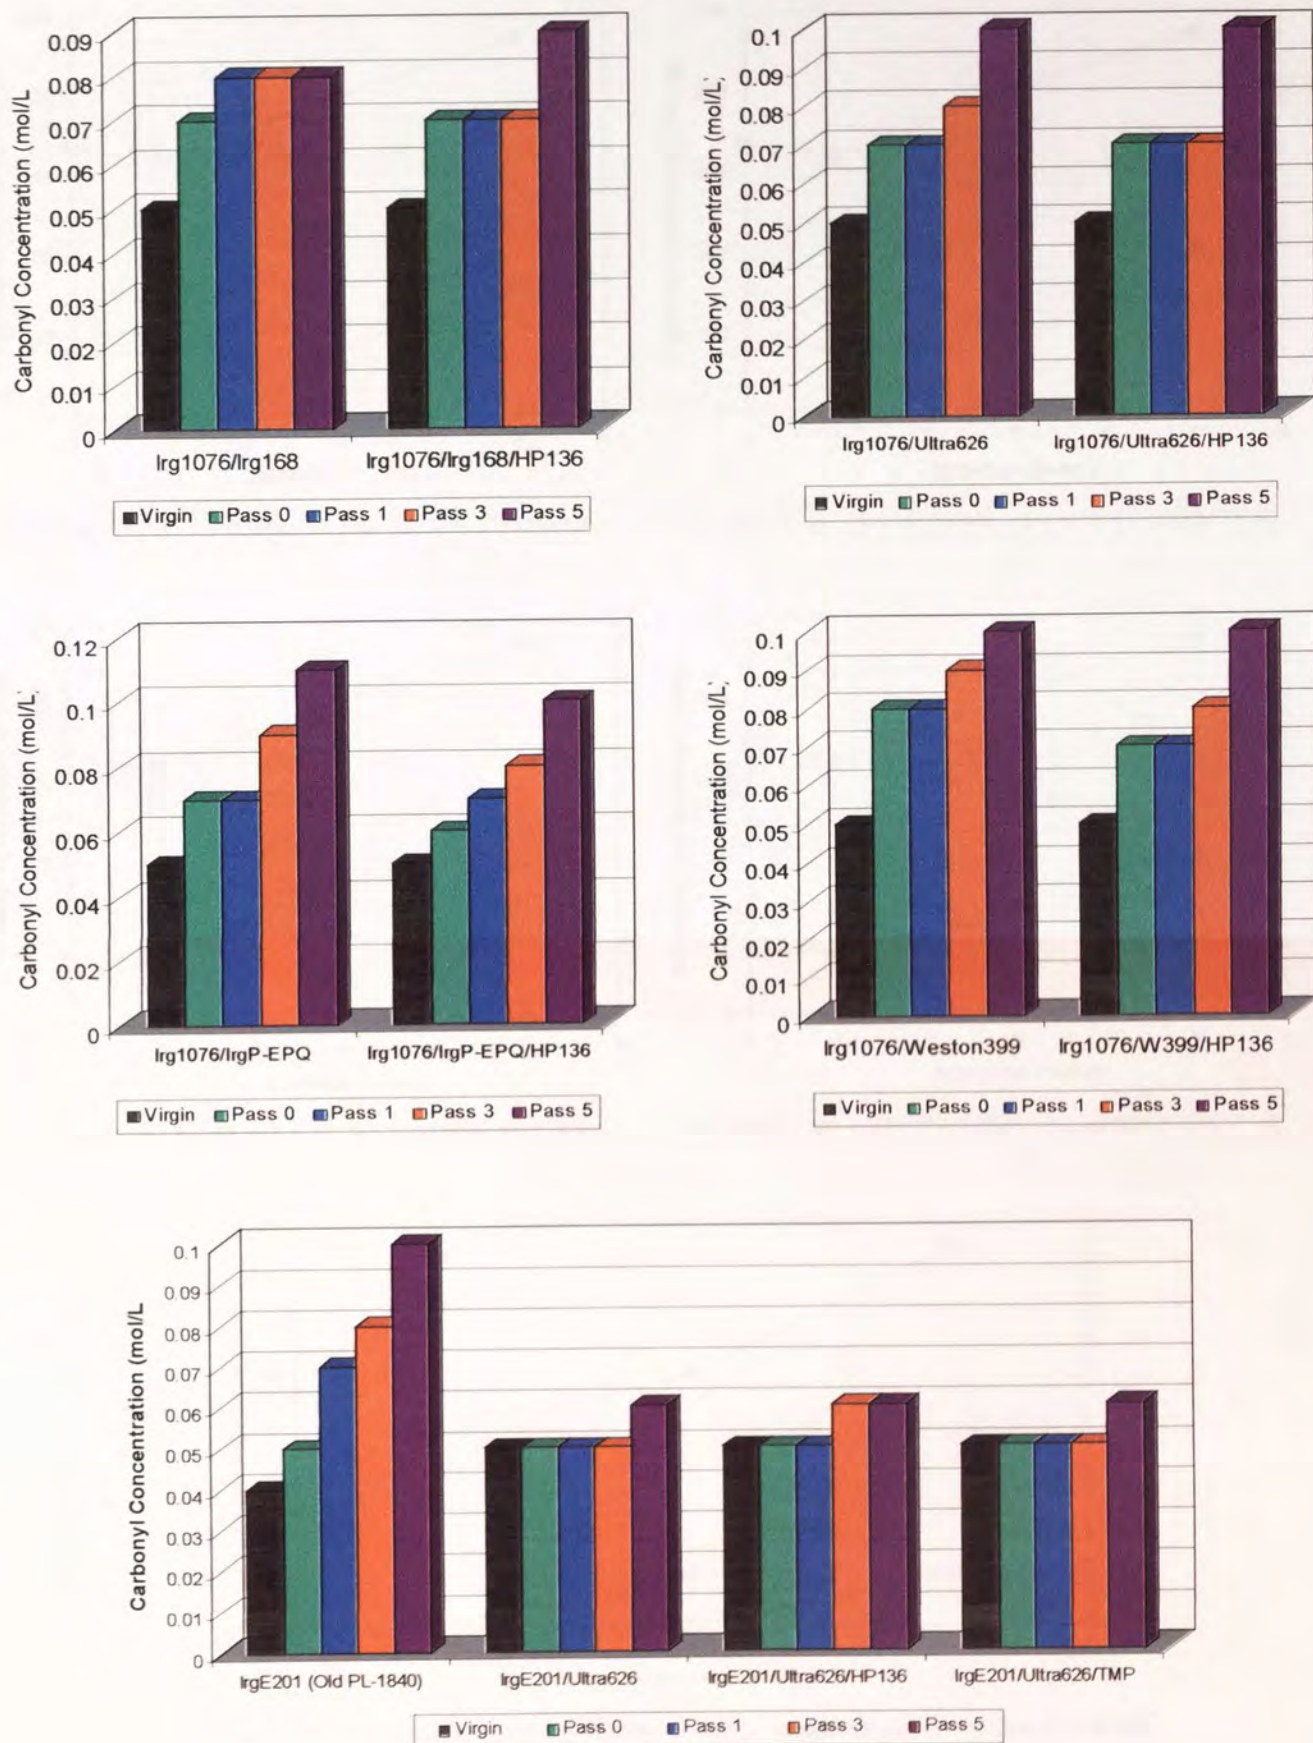 Carbonyl Concentration (mol/L
0.09
0.08
0.07
0.06
0.05
0.04
0.03
0.02
0.01
0
Irg1076/Irg168
Irg1076/Irg168/HP136
Virgin Pass 0 Pass 1 Pass 3 Pass 5
Carbonyl Concentration (mol/L;
0.1
0.09
0.08
0.07
0.06
0.05
0.04
0.03
0.02
0.01
0
Irg1076/Ultra626
Irg1076/Ultra626/HP136
Virgin Pass 0 Pass 1 Pass 3 Pass 5
Carbonyl Concentration (mol/L;
0.12
0.1
0.08
0.06
0.04
0.02
0
Irg1076/IrgP-EPQ
Irg1076/IrgP-EPQ/HP136
Virgin Pass 0 Pass 1 Pass 3 Pass 5
Carbonyl Concentration (mol/L;
0.1
0.09
0.08
0.07
0.06
0.05
0.04
0.03
0.02
0.01
0
Irg1076/Weston399
Irg1076/W399/HP136
Virgin Pass 0 Pass 1 Pass 3 Pass 5
Carbonyl Concentration (mol/L
0.1
0.09
0.08
0.07
0.06
0.05
0.04
0.03
0.02
0.01
0
IrgE201 (Old PL-1840)
IrgE201/Ultra626
IrgE201/Ultra626/HP136
IrgE201/Ultra626/TMP
Virgin Pass 0 Pass 1 Pass 3 Pass 5